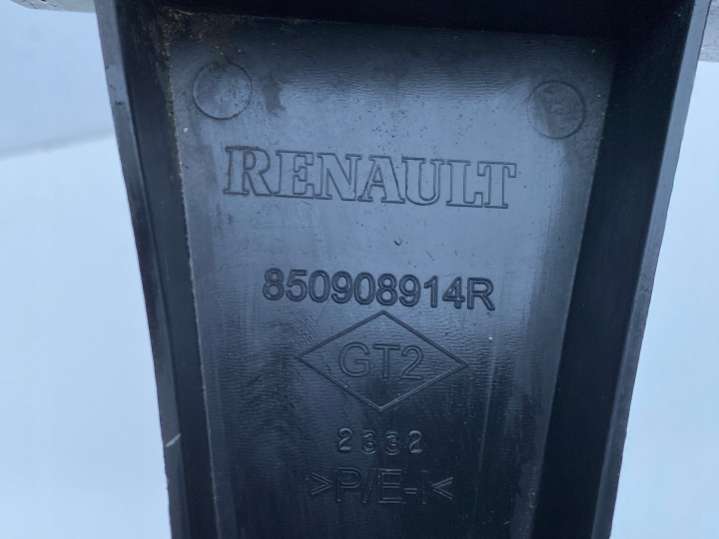 RENAULT
850908914R
GT2
2332
>P/E-I<